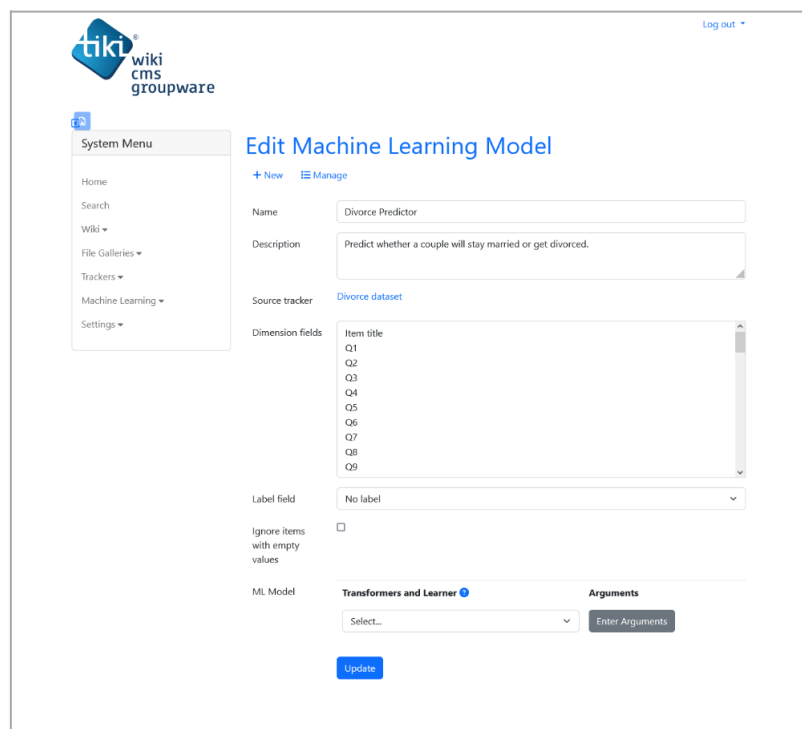 Log out
tiki®
wiki
cms
groupware
System Menu
Home
Search
Wiki
File Galleries
Trackers
Machine Learning
Settings
Edit Machine Learning Model
+ New Manage
Name Divorce Predictor
Description Predict whether a couple will stay married or get divorced.
Source tracker Divorce dataset
Dimension fields Item title
Q1
Q2
Q3
Q4
Q5
Q6
Q7
Q8
Q9
Label field No label
Ignore items
with empty
values
ML Model Transformers and Learner ? Arguments
Select... Enter Arguments
Update